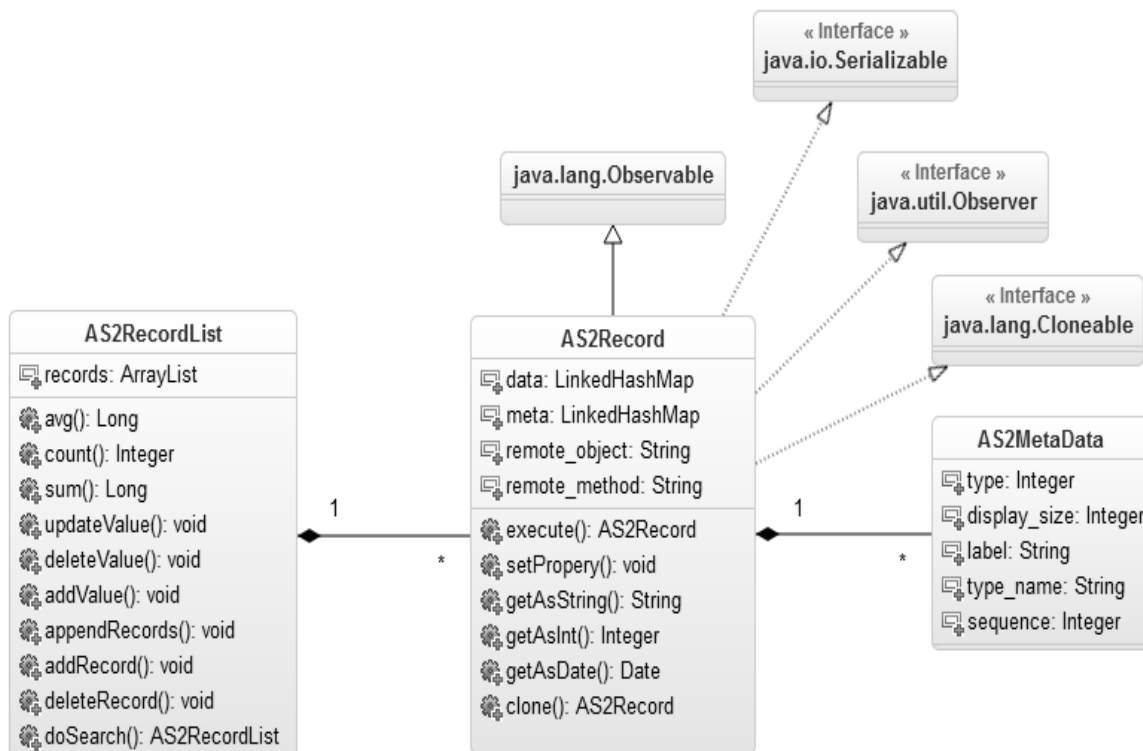 « Interface »
java.io.Serializable
java.lang.Observable
« Interface »
java.util.Observer
« Interface »
java.lang.Cloneable
AS2RecordList
records: ArrayList
avg(): Long
count(): Integer
sum(): Long
updateValue(): void
deleteValue(): void
addValue(): void
appendRecords(): void
addRecord(): void
deleteRecord(): void
doSearch(): AS2RecordList
1
*
AS2Record
data: LinkedHashMap
meta: LinkedHashMap
remote_object: String
remote_method: String
execute(): AS2Record
setPropery(): void
getAsString(): String
getAsInt(): Integer
getAsDate(): Date
clone(): AS2Record
1
*
AS2MetaData
type: Integer
display_size: Integer
label: String
type_name: String
sequence: Integer